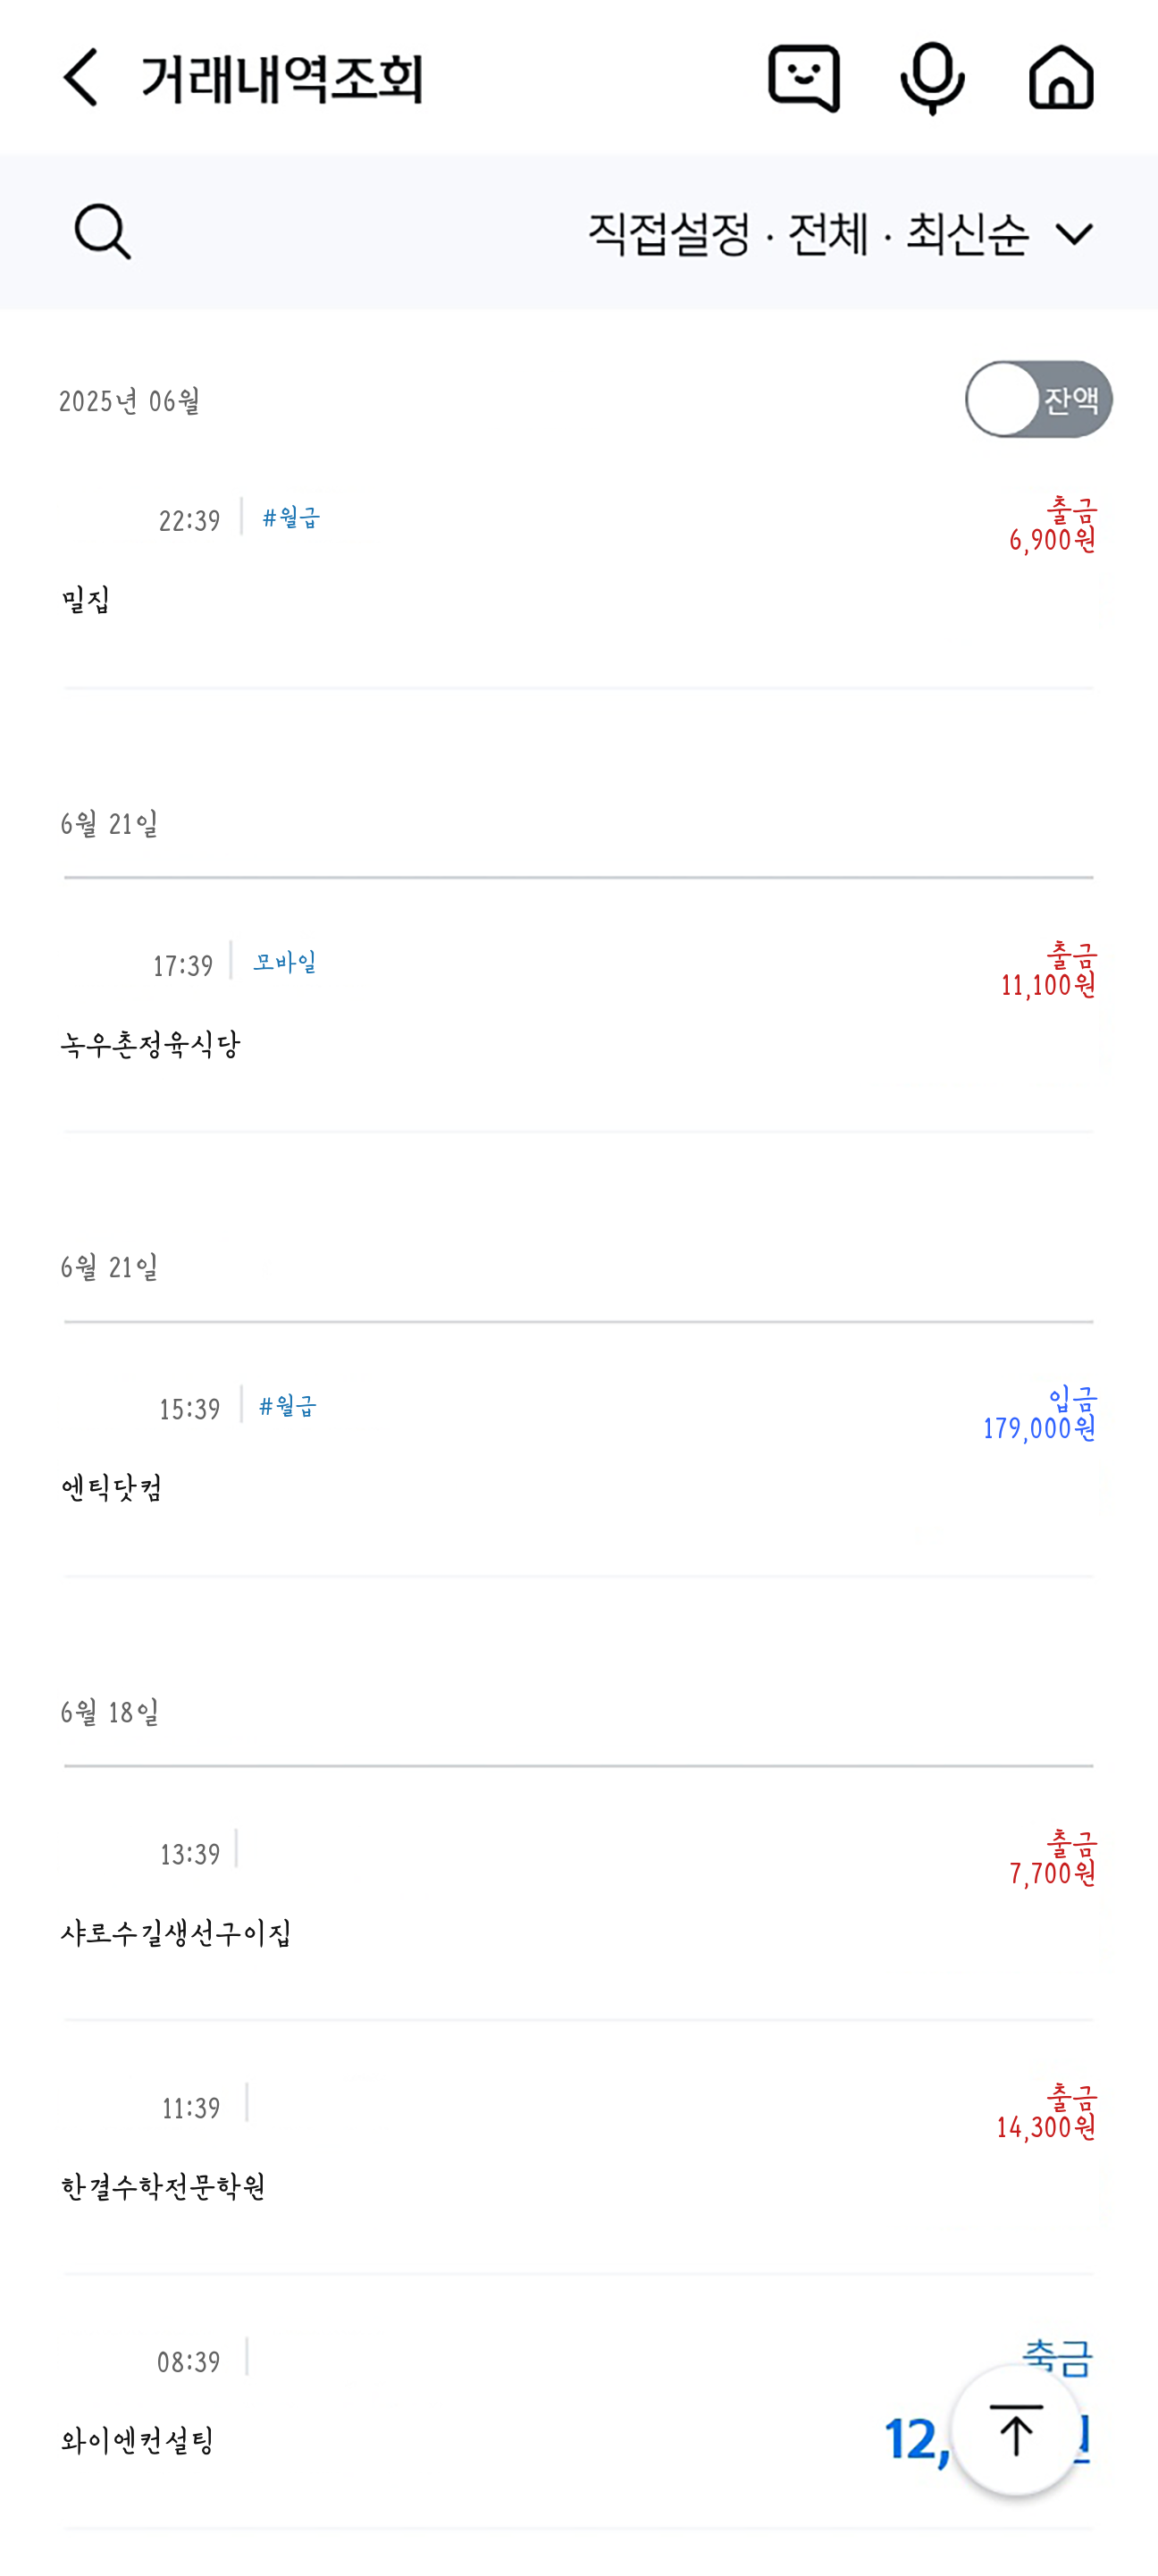 거래내역조회
직접설정 · 전체 · 최신순
2025년 06월
잔액
22:39 #월급
출금
6,900원
밀집
6월 21일
17:39 모바일
출금
11,100원
녹우촌정육식당
6월 21일
15:39 #월급
입금
179,000원
엔틱닷컴
6월 18일
13:39
출금
7,700원
샤로수길생선구이집
11:39
출금
14,300원
한결수학전문학원
08:39
와이엔컨설팅
12,